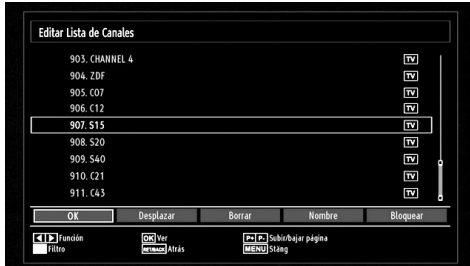 Editar Lista de Canales
903. CHANNEL 4 TV
904. ZDF TV
905. C07 TV
906. C12 TV
907. S15 TV
908. S20 TV
909. S40 TV
910. C21 TV
911. C43 TV
OK Desplazar Borrar Nombre Bloquear
Función OK Ver P+ P- Subir/bajar página
Filtro RET/BACK Atrás MENU Stäng